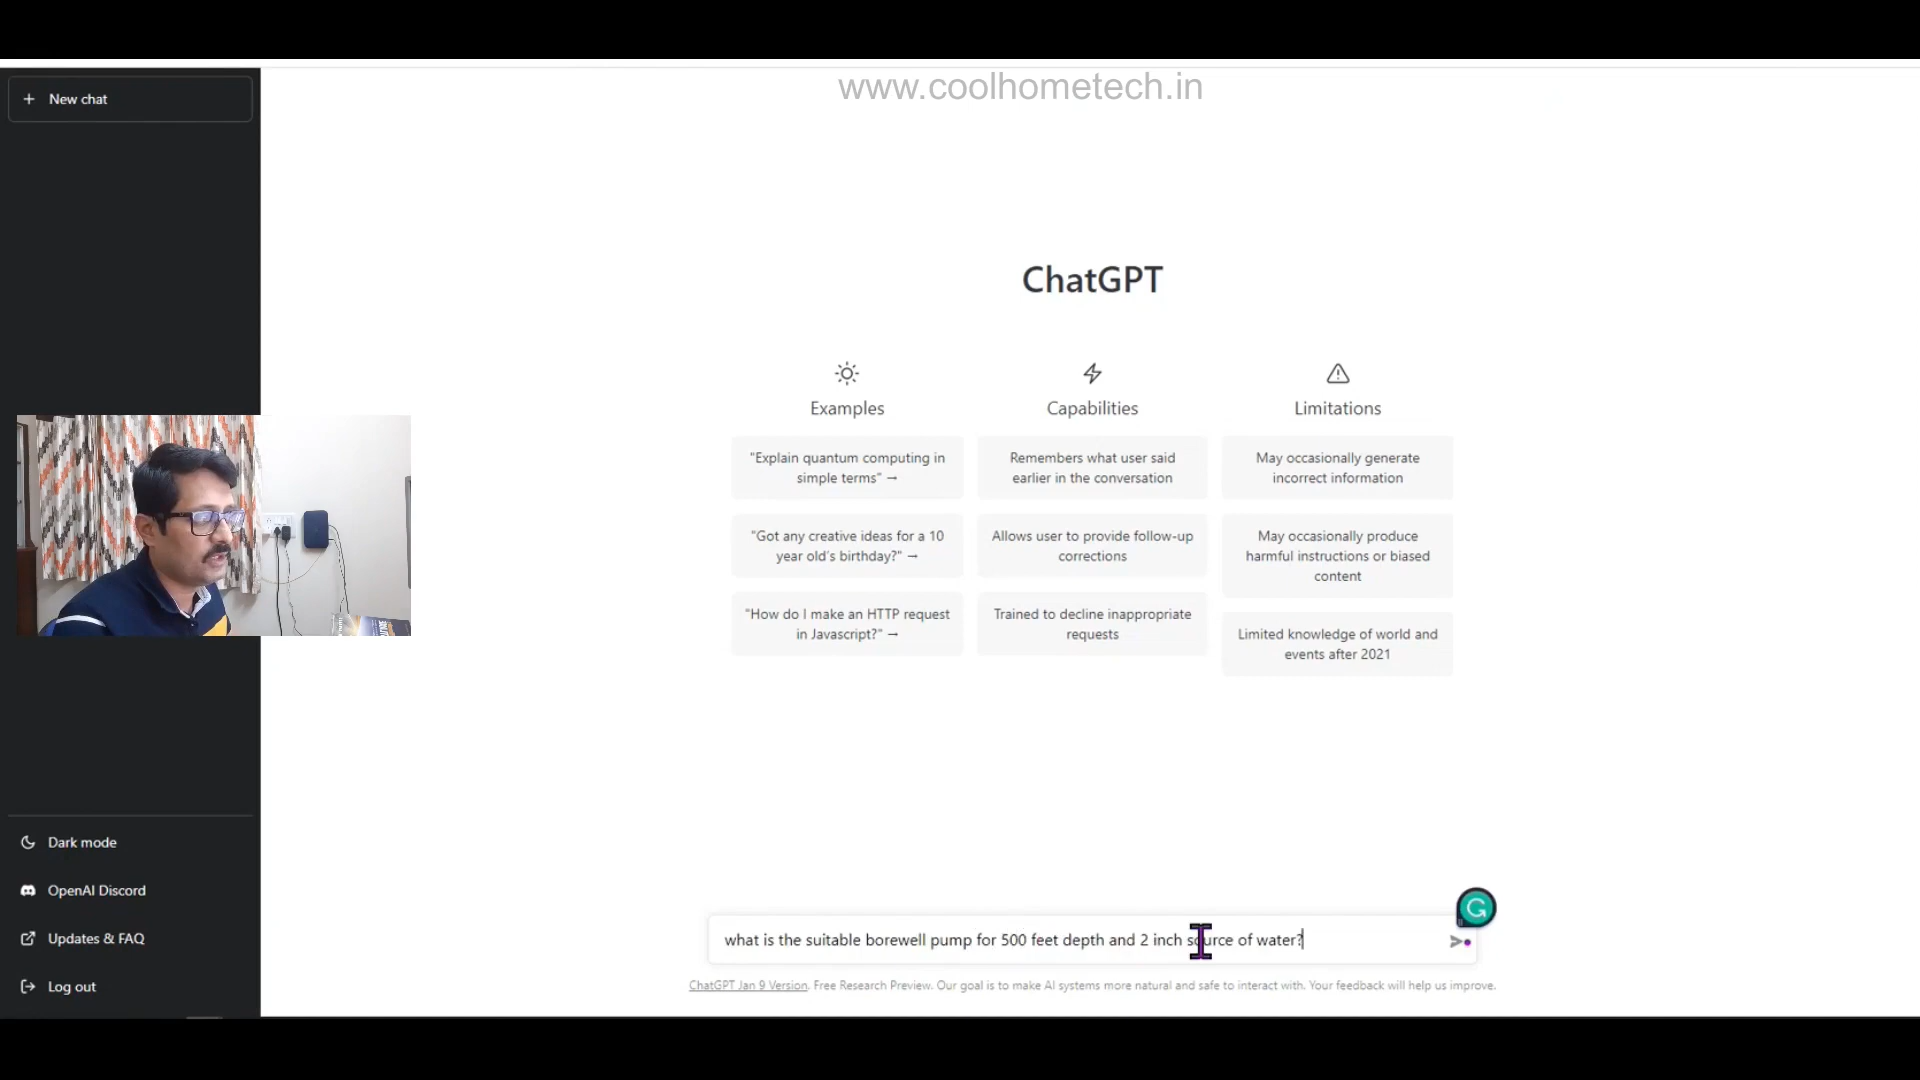 www.coolhometech.in
+ New chat
ChatGPT
Examples
Capabilities
Limitations
"Explain quantum computing in
simple terms" →
Remembers what user said
earlier in the conversation
May occasionally generate
incorrect information
"Got any creative ideas for a 10
year old's birthday?" →
Allows user to provide follow-up
corrections
May occasionally produce
harmful instructions or biased
content
"How do I make an HTTP request
in Javascript?" →
Trained to decline inappropriate
requests
Limited knowledge of world and
events after 2021
Dark mode
OpenAI Discord
Updates & FAQ
Log out
what is the suitable borewell pump for 500 feet depth and 2 inch source of water?
ChatGPT Jan 9 Version. Free Research Preview. Our goal is to make AI systems more natural and safe to interact with. Your feedback will help us improve.